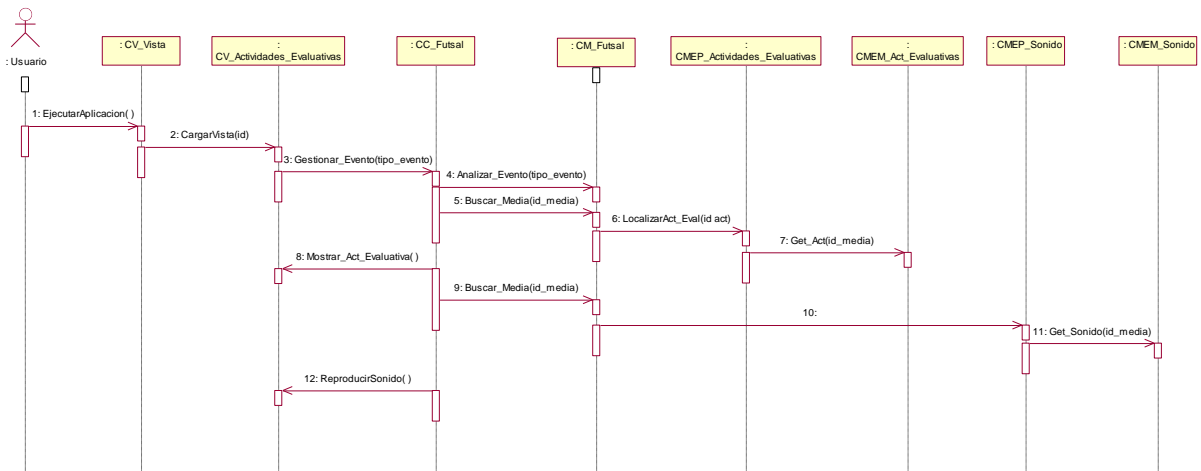 : Usuario
: CV_Vista
:
CV_Actividades_Evaluativas
: CC_Futsal
: CM_Futsal
:
CMEP_Actividades_Evaluativas
:
CMEM_Act_Evaluativas
: CMEP_Sonido
: CMEM_Sonido
1: EjecutarAplicacion( )
2: CargarVista(id)
3: Gestionar_Evento(tipo_evento)
4: Analizar_Evento(tipo_evento)
5: Buscar_Media(id_media)
6: LocalizarAct_Eval(id act)
7: Get_Act(id_media)
8: Mostrar_Act_Evaluativa( )
9: Buscar_Media(id_media)
10:
11: Get_Sonido(id_media)
12: ReproducirSonido( )